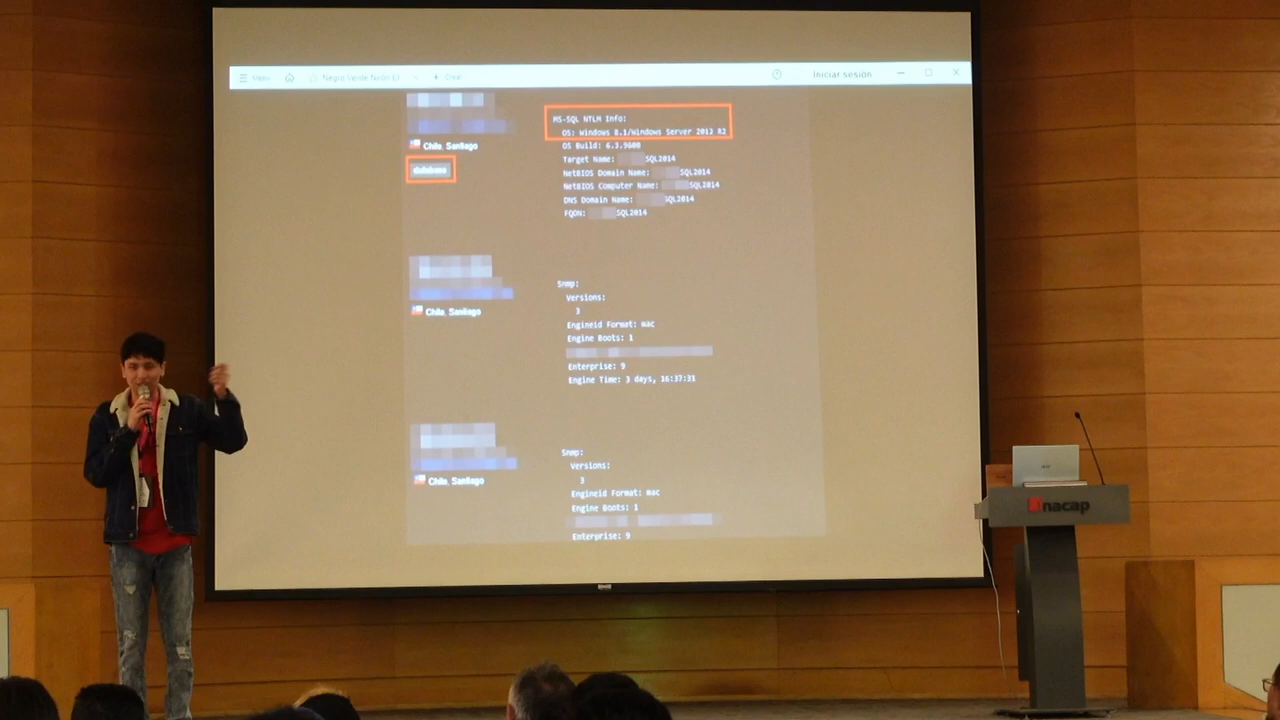 Menú
Negro Verde Neón El
+ Crear
Iniciar sesión
Chile, Santiago
database
MS-SQL NTLM Info:
OS: Windows 8.1/Windows Server 2012 R2
OS Build: 6.3.9600
Target Name: SQL2014
NetBIOS Domain Name: SQL2014
NetBIOS Computer Name: SQL2014
DNS Domain Name: SQL2014
FQDN: SQL2014
Chile, Santiago
Snmp:
Versions:
3
Engineid Format: mac
Engine Boots: 1
Enterprise: 9
Engine Time: 3 days, 16:37:31
Chile, Santiago
Snmp:
Versions:
3
Engineid Format: mac
Engine Boots: 1
Enterprise: 9
acer
inacap